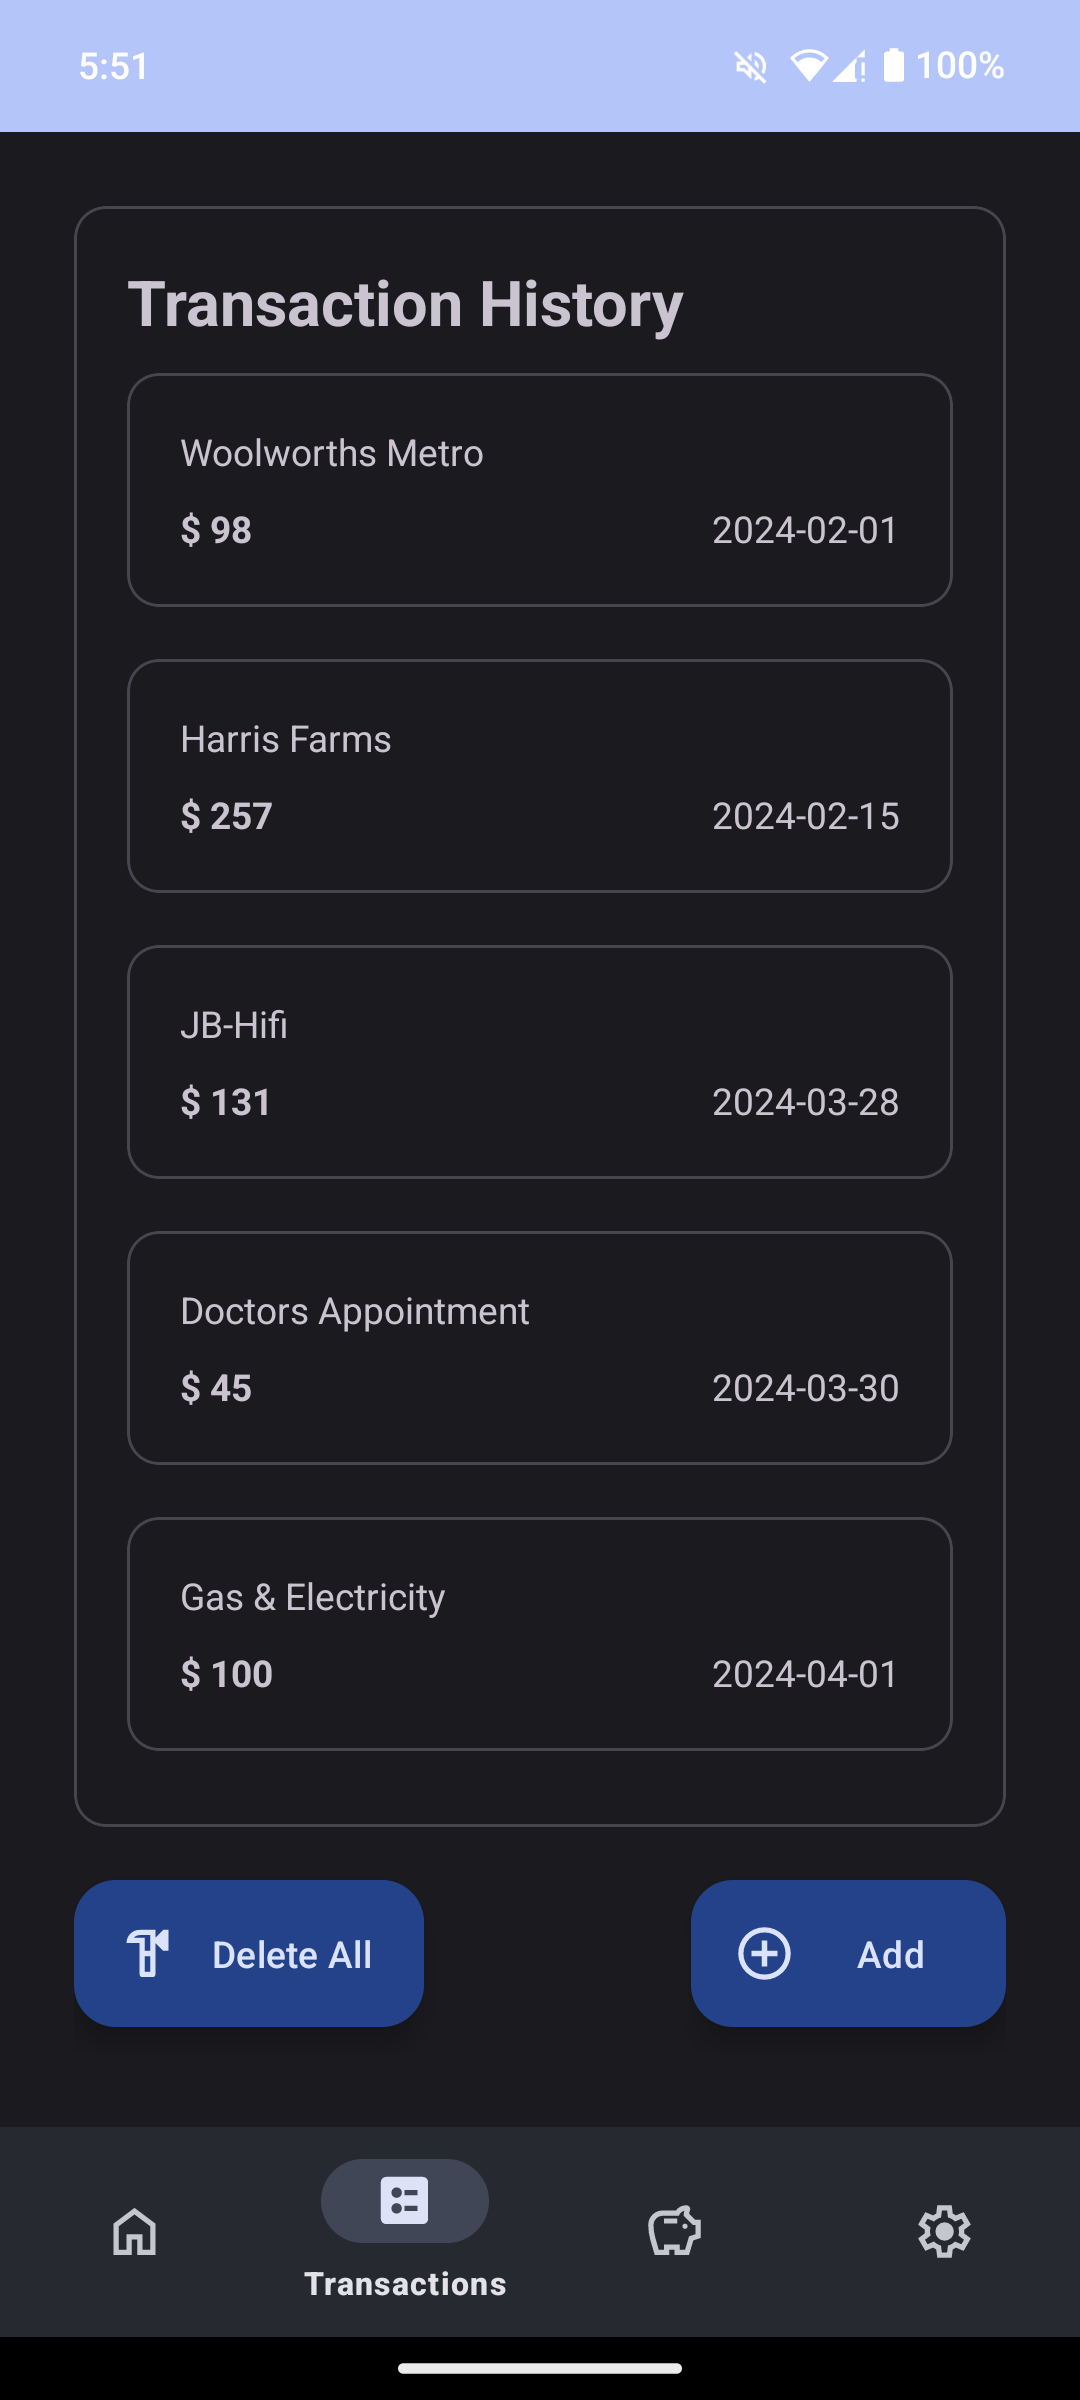 5:51 100%
Transaction History
Woolworths Metro
$ 98 2024-02-01
Harris Farms
$ 257 2024-02-15
JB-Hifi
$ 131 2024-03-28
Doctors Appointment
$ 45 2024-03-30
Gas & Electricity
$ 100 2024-04-01
Delete All Add
Transactions